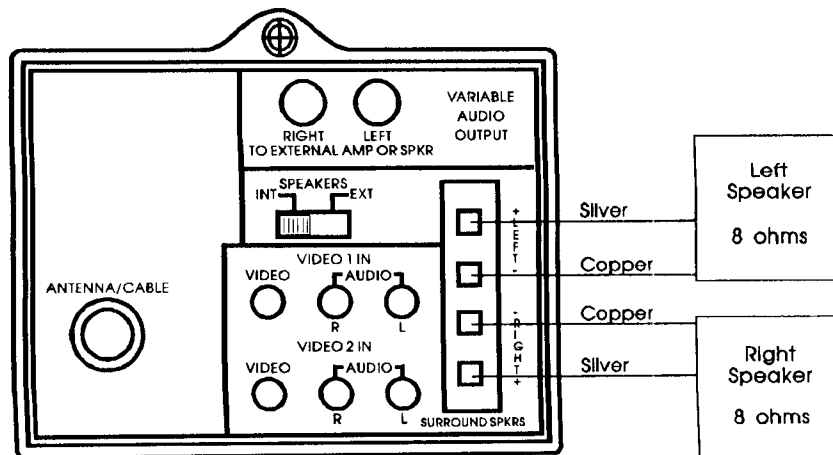 RIGHT LEFT
TO EXTERNAL AMP OR SPKR
VARIABLE
AUDIO
OUTPUT
SPEAKERS
INT EXT
ANTENNA/CABLE
VIDEO 1 IN
VIDEO AUDIO
R L
VIDEO 2 IN
VIDEO AUDIO
R L
+LEFT-
-RIGHT+
SURROUND SPKRS
Silver
Copper
Copper
Silver
Left
Speaker
8 ohms
Right
Speaker
8 ohms